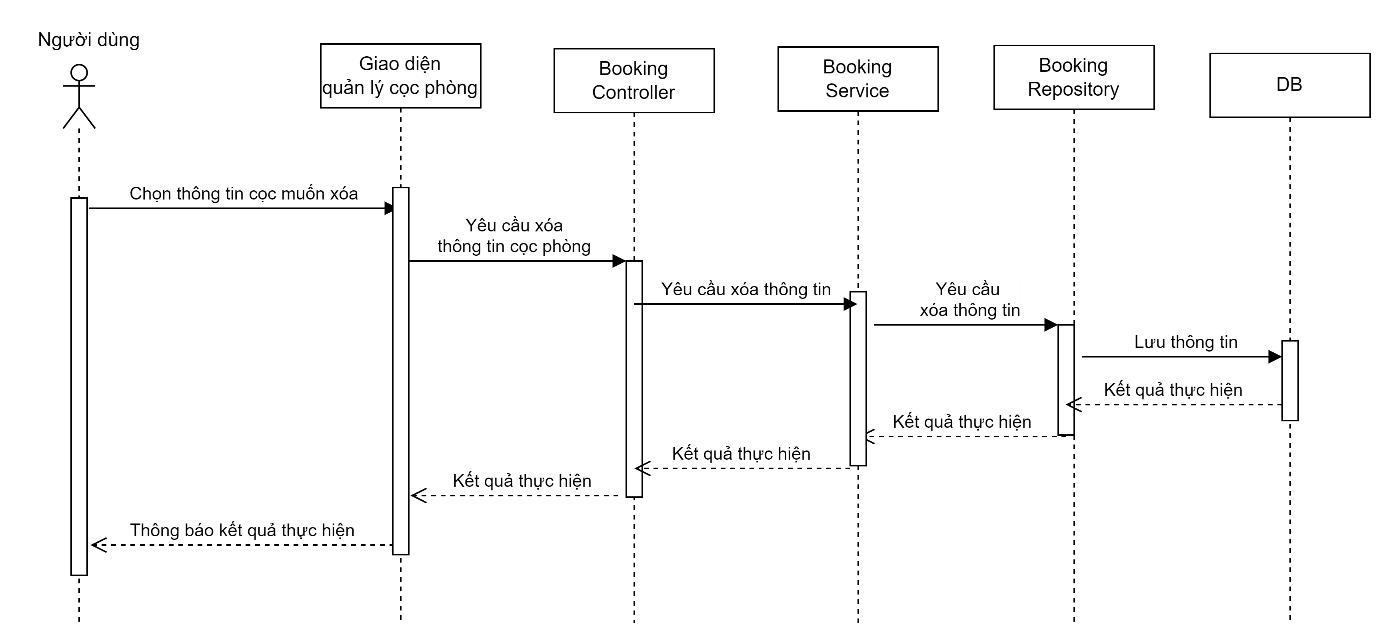 Người dùng
Giao diện
quản lý cọc phòng
Booking
Controller
Booking
Service
Booking
Repository
DB
Chọn thông tin cọc muốn xóa
Yêu cầu xóa
thông tin cọc phòng
Yêu cầu xóa thông tin
Yêu cầu
xóa thông tin
Lưu thông tin
Kết quả thực hiện
Kết quả thực hiện
Kết quả thực hiện
Kết quả thực hiện
Thông báo kết quả thực hiện